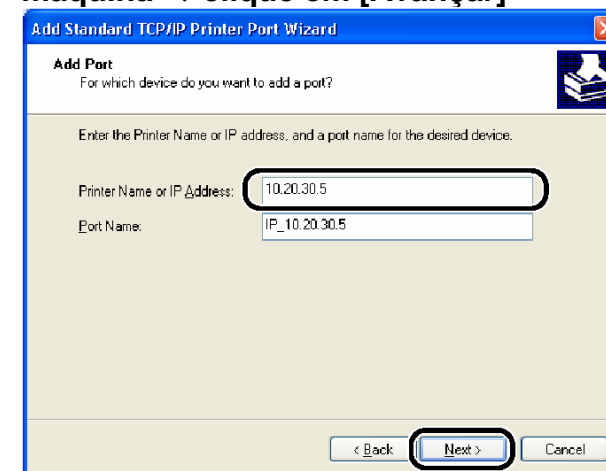 máquina → clique em [Avançar]
Add Standard TCP/IP Printer Port Wizard
Add Port
For which device do you want to add a port?
Enter the Printer Name or IP address, and a port name for the desired device.
Printer Name or IP Address: 10.20.30.5
Port Name: IP_10.20.30.5
< Back Next > Cancel